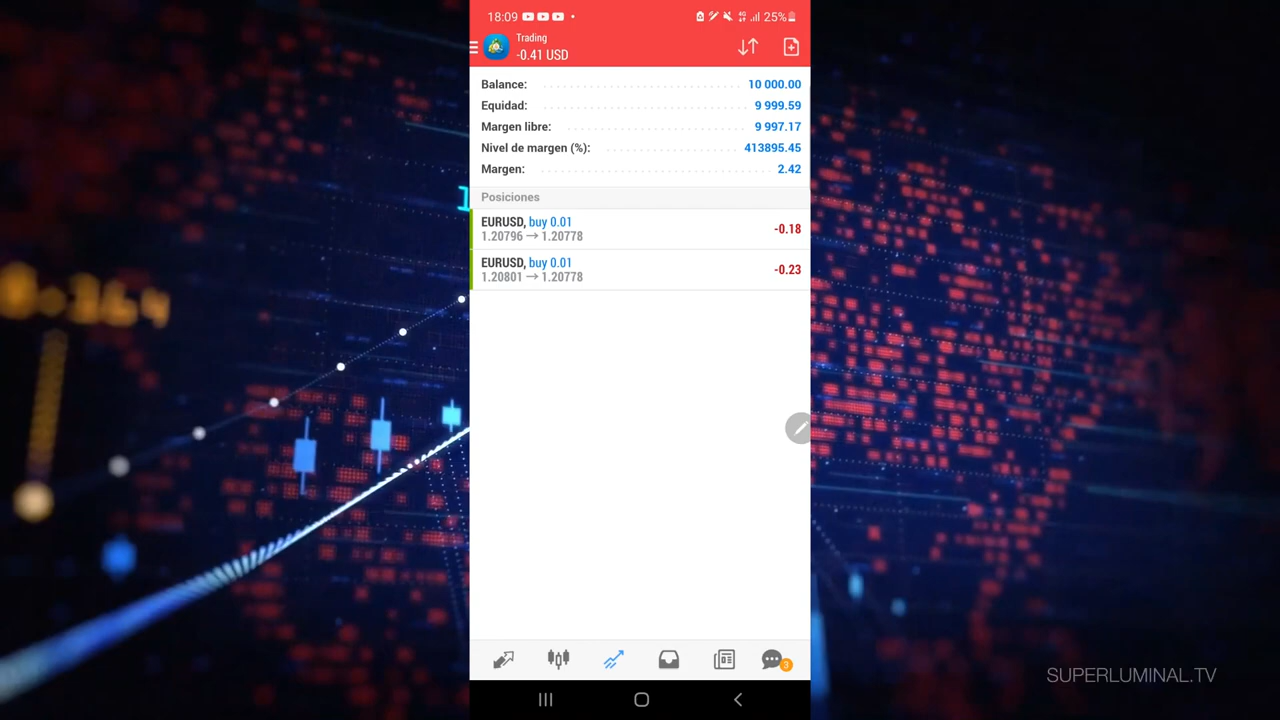 18:09
25%
Trading
-0.41 USD
Balance: 10 000.00
Equidad: 9 999.59
Margen libre: 9 997.17
Nivel de margen (%): 413895.45
Margen: 2.42
Posiciones
EURUSD, buy 0.01
1.20796 → 1.20778
-0.18
EURUSD, buy 0.01
1.20801 → 1.20778
-0.23
3
SUPERLUMINAL.TV